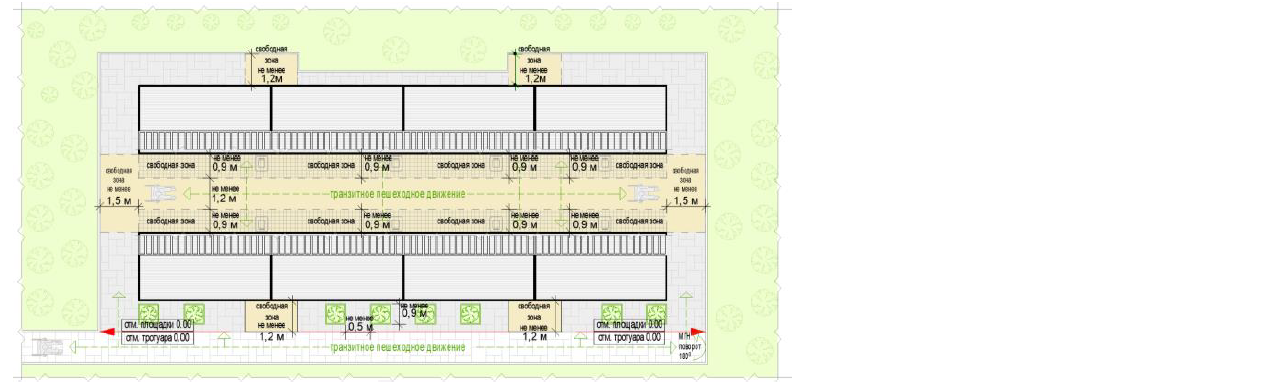 свободная
зона
не менее
1,2м
свободная
зона
не менее
1,2м
свободная зона
не менее
0,9 м
свободная зона
не менее
0,9 м
свободная зона
не менее
0,9 м
не менее
0,9 м
свободная зона
свободная
зона
не менее
1,5 м
не менее
1,2 м
транзитное пешеходное движение
свободная
зона
не менее
1,5 м
свободная зона
не менее
0,9 м
свободная зона
не менее
0,9 м
свободная зона
не менее
0,9 м
не менее
0,9 м
свободная зона
свободная
зона
не менее
1,2 м
не менее
0,5 м
не менее
0,9 м
свободная
зона
не менее
1,2 м
отм. площадки 0.00
отм. тротуара 0.00
отм. площадки 0.00
отм. тротуара 0.00
транзитное пешеходное движение
МГН
поворот
180⁰